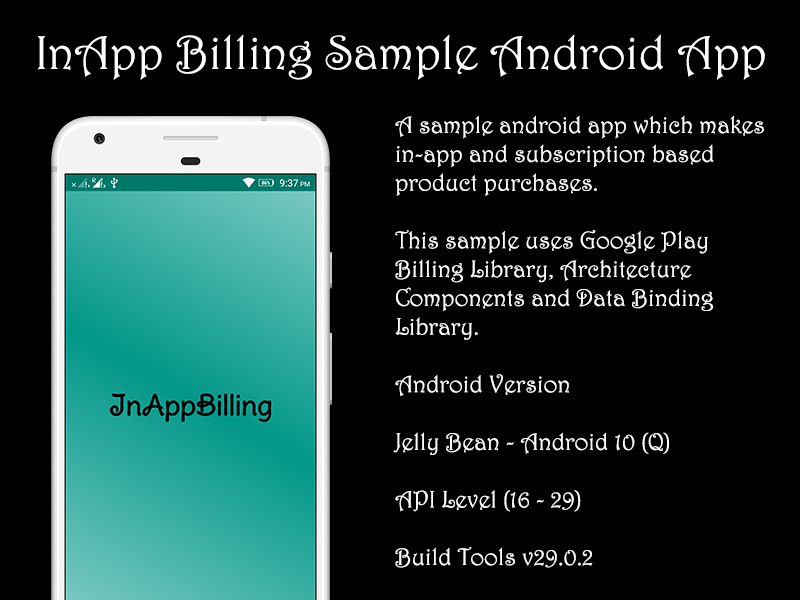 InApp Billing Sample Android App
A sample android app which makes
in-app and subscription based
product purchases.
This sample uses Google Play
Billing Library, Architecture
Components and Data Binding
Library.
Android Version
Jelly Bean - Android 10 (Q)
API Level (16 - 29)
Build Tools v29.0.2
9:37 PM
InAppBilling